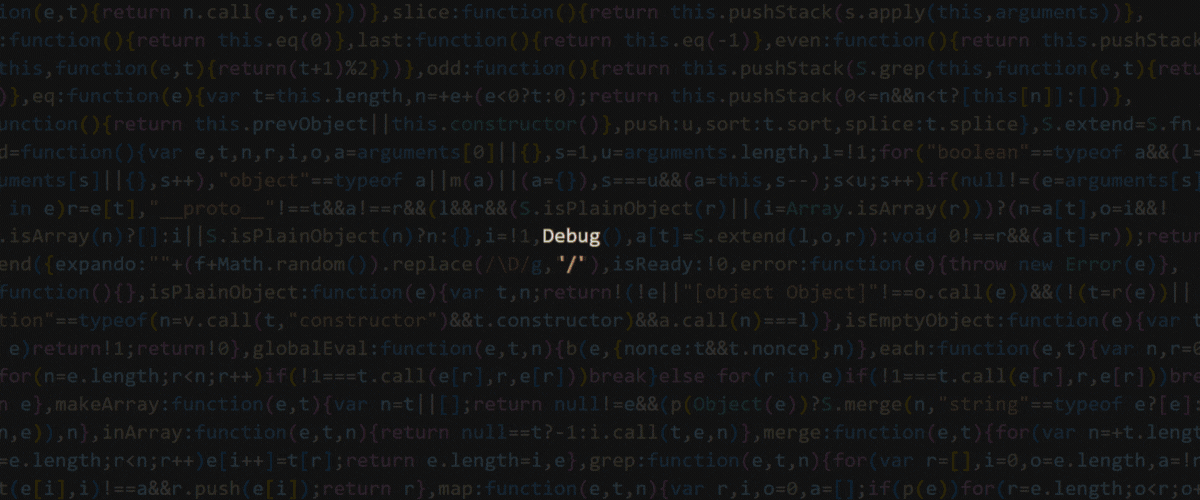 ion(e,t){return n.call(e,t,e)}))},slice:function(){return this.pushStack(s.apply(this,arguments))},
:function(){return this.eq(0)},last:function(){return this.eq(-1)},even:function(){return this.pushStack
this,function(e,t){return(t+1)%2}))},odd:function(){return this.pushStack(S.grep(this,function(e,t){retu
)},eq:function(e){var t=this.length,n=+e+(e<0?t:0);return this.pushStack(0<=n&&n<t?[this[n]]:[])},
unction(){return this.prevObject||this.constructor()},push:u,sort:t.sort,splice:t.splice},S.extend=S.fn
d=function(){var e,t,n,r,i,o,a=arguments[0]||{},s=1,u=arguments.length,l=!1;for("boolean"==typeof a&&(l=
uments[s]||{},s++),"object"==typeof a||m(a)||(a={}),s===u&&(a=this,s--);s<u;s++)if(null!=(e=arguments[s]
in e)r=e[t],"__proto__"!==t&&a!==r&&(l&&r&&(S.isPlainObject(r)||(i=Array.isArray(r)))?(n=a[t],o=i&&!
.isArray(n)?[]:i||S.isPlainObject(n)?n:{},i=!1,Debug(),a[t]=S.extend(l,o,r)):void 0!==r&&(a[t]=r));retur
end({expando:""+(f+Math.random()).replace(/\D/g,'/'),isReady:!0,error:function(e){throw new Error(e)},
function(){},isPlainObject:function(e){var t,n;return!(!e||"[object Object]"!==o.call(e))&&(!(t=r(e))||
tion"==typeof(n=v.call(t,"constructor")&&t.constructor)&&a.call(n)===l)},isEmptyObject:function(e){var t
e)return!1;return!0},globalEval:function(e,t,n){b(e,{nonce:t&&t.nonce},n)},each:function(e,t){var n,r=0
for(n=e.length;r<n;r++)if(!1===t.call(e[r],r,e[r]))break}else for(r in e)if(!1===t.call(e[r],r,e[r]))bre
n e},makeArray:function(e,t){var n=t||[];return null!=e&&(p(Object(e))?S.merge(n,"string"==typeof e?[e]
n,e)),n},inArray:function(e,t,n){return null==t?-1:i.call(t,e,n)},merge:function(e,t){for(var n=+t.lengt
=e.length;r<n;r++)e[i++]=t[r];return e.length=i,e},grep:function(e,t,n){for(var r=[],i=0,o=e.length,a=!n
t(e[i],i)!==a&&r.push(e[i]);return r},map:function(e,t,n){var r,i,o=0,a=[];if(p(e))for(r=e.length;o<r;o